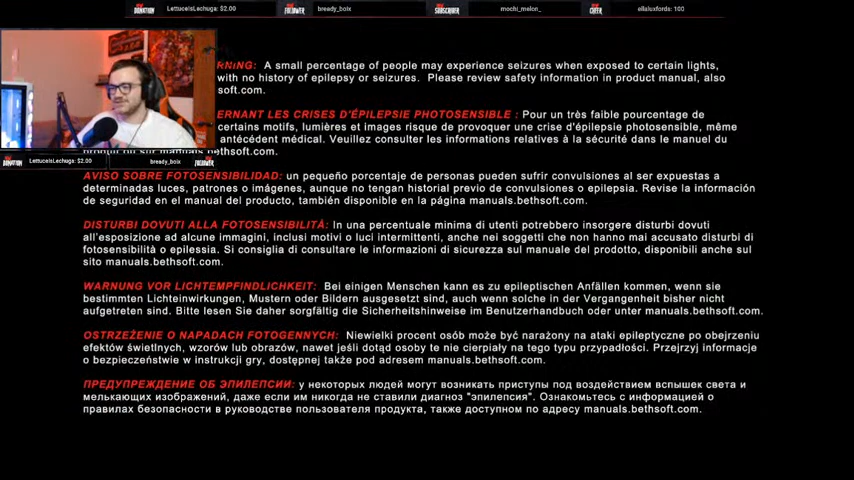 DONATION LettuceIsLechuga: $2.00 FOLLOWER bready_boix SUBSCRIBER mochi_melon_ CHEER ellaluxfords: 100
RNING: A small percentage of people may experience seizures when exposed to certain lights,
with no history of epilepsy or seizures. Please review safety information in product manual, also
soft.com.
ERNANT LES CRISES D'ÉPILEPSIE PHOTOSENSIBLE : Pour un très faible pourcentage de
certains motifs, lumières et images risque de provoquer une crise d'épilepsie photosensible, même
antécédent médical. Veuillez consulter les informations relatives à la sécurité dans le manuel du
produit ou sur manuals.bethsoft.com.
DONATION LettuceIsLechuga: $2.00 bready_boix FOLLOWER
AVISO SOBRE FOTOSENSIBILIDAD: un pequeño porcentaje de personas pueden sufrir convulsiones al ser expuestas a
determinadas luces, patrones o imágenes, aunque no tengan historial previo de convulsiones o epilepsia. Revise la información
de seguridad en el manual del producto, también disponible en la página manuals.bethsoft.com.
DISTURBI DOVUTI ALLA FOTOSENSIBILITÀ: In una percentuale minima di utenti potrebbero insorgere disturbi dovuti
all'esposizione ad alcune immagini, inclusi motivi o luci intermittenti, anche nei soggetti che non hanno mai accusato disturbi di
fotosensibilità o epilessia. Si consiglia di consultare le informazioni di sicurezza sul manuale del prodotto, disponibili anche sul
sito manuals.bethsoft.com.
WARNUNG VOR LICHTEMPFINDLICHKEIT: Bei einigen Menschen kann es zu epileptischen Anfällen kommen, wenn sie
bestimmten Lichteinwirkungen, Mustern oder Bildern ausgesetzt sind, auch wenn solche in der Vergangenheit bisher nicht
aufgetreten sind. Bitte lesen Sie daher sorgfältig die Sicherheitshinweise im Benutzerhandbuch oder unter manuals.bethsoft.com.
OSTRZEŻENIE O NAPADACH FOTOGENNYCH: Niewielki procent osób może być narażony na ataki epileptyczne po obejrzeniu
efektów świetlnych, wzorów lub obrazów, nawet jeśli dotąd osoby te nie cierpiały na tego typu przypadłości. Przejrzyj informacje
o bezpieczeństwie w instrukcji gry, dostępnej także pod adresem manuals.bethsoft.com.
ПРЕДУПРЕЖДЕНИЕ ОБ ЭПИЛЕПСИИ: у некоторых людей могут возникать приступы под воздействием вспышек света и
мелькающих изображений, даже если им никогда не ставили диагноз "эпилепсия". Ознакомьтесь с информацией о
правилах безопасности в руководстве пользователя продукта, также доступном по адресу manuals.bethsoft.com.